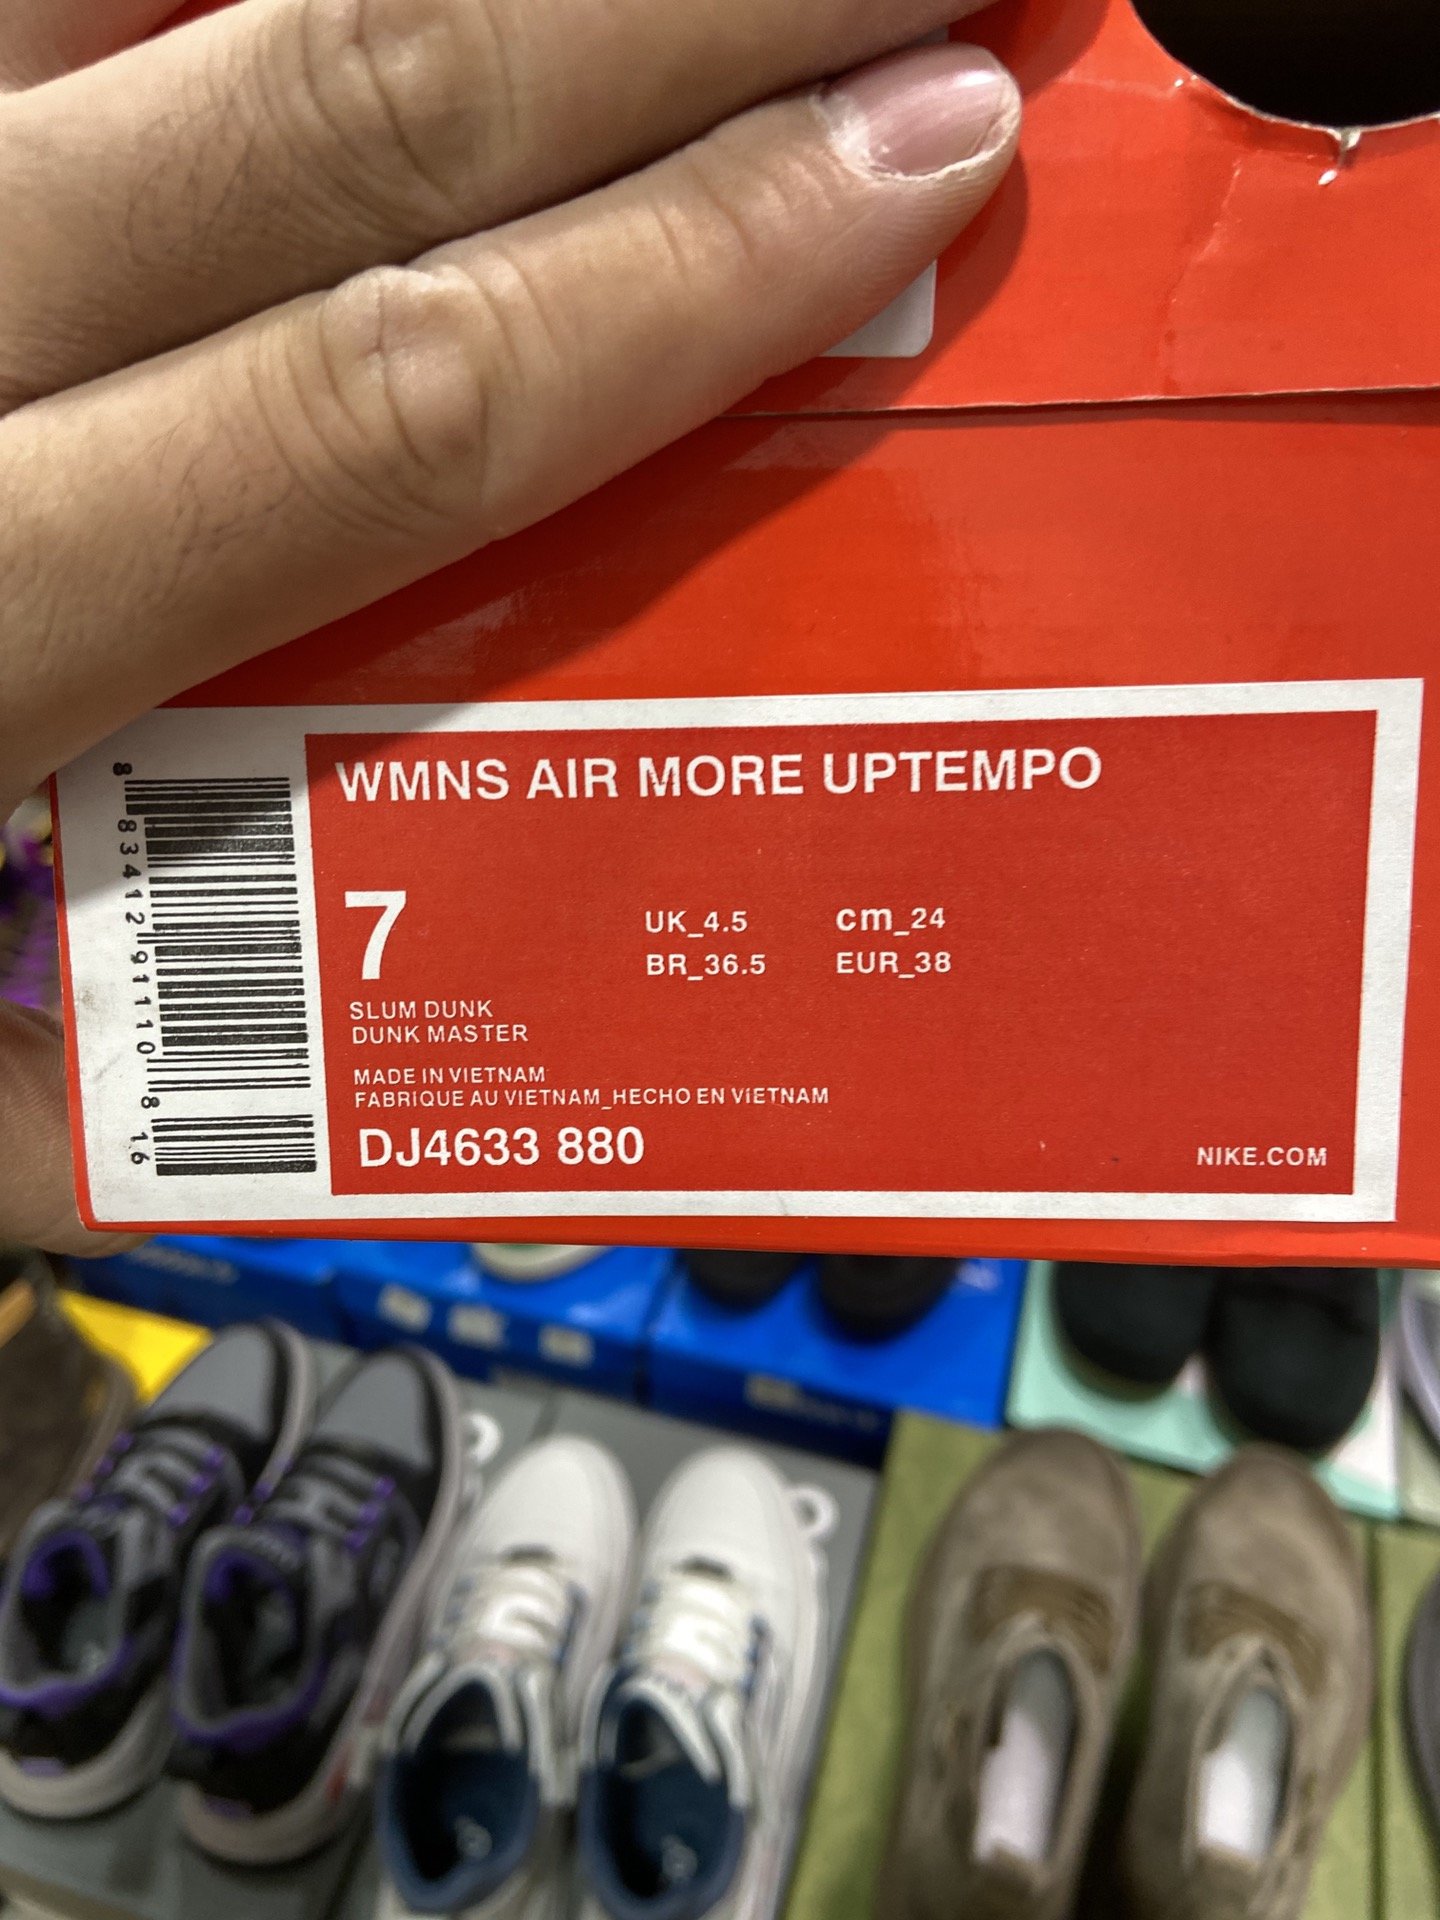 WMNS AIR MORE UPTEMPO
7
UK_4.5
cm_24
BR_36.5
EUR_38
SLUM DUNK
DUNK MASTER
MADE IN VIETNAM
FABRIQUE AU VIETNAM_HECHO EN VIETNAM
DJ4633 880
NIKE.COM
8 83412 91110 8 16